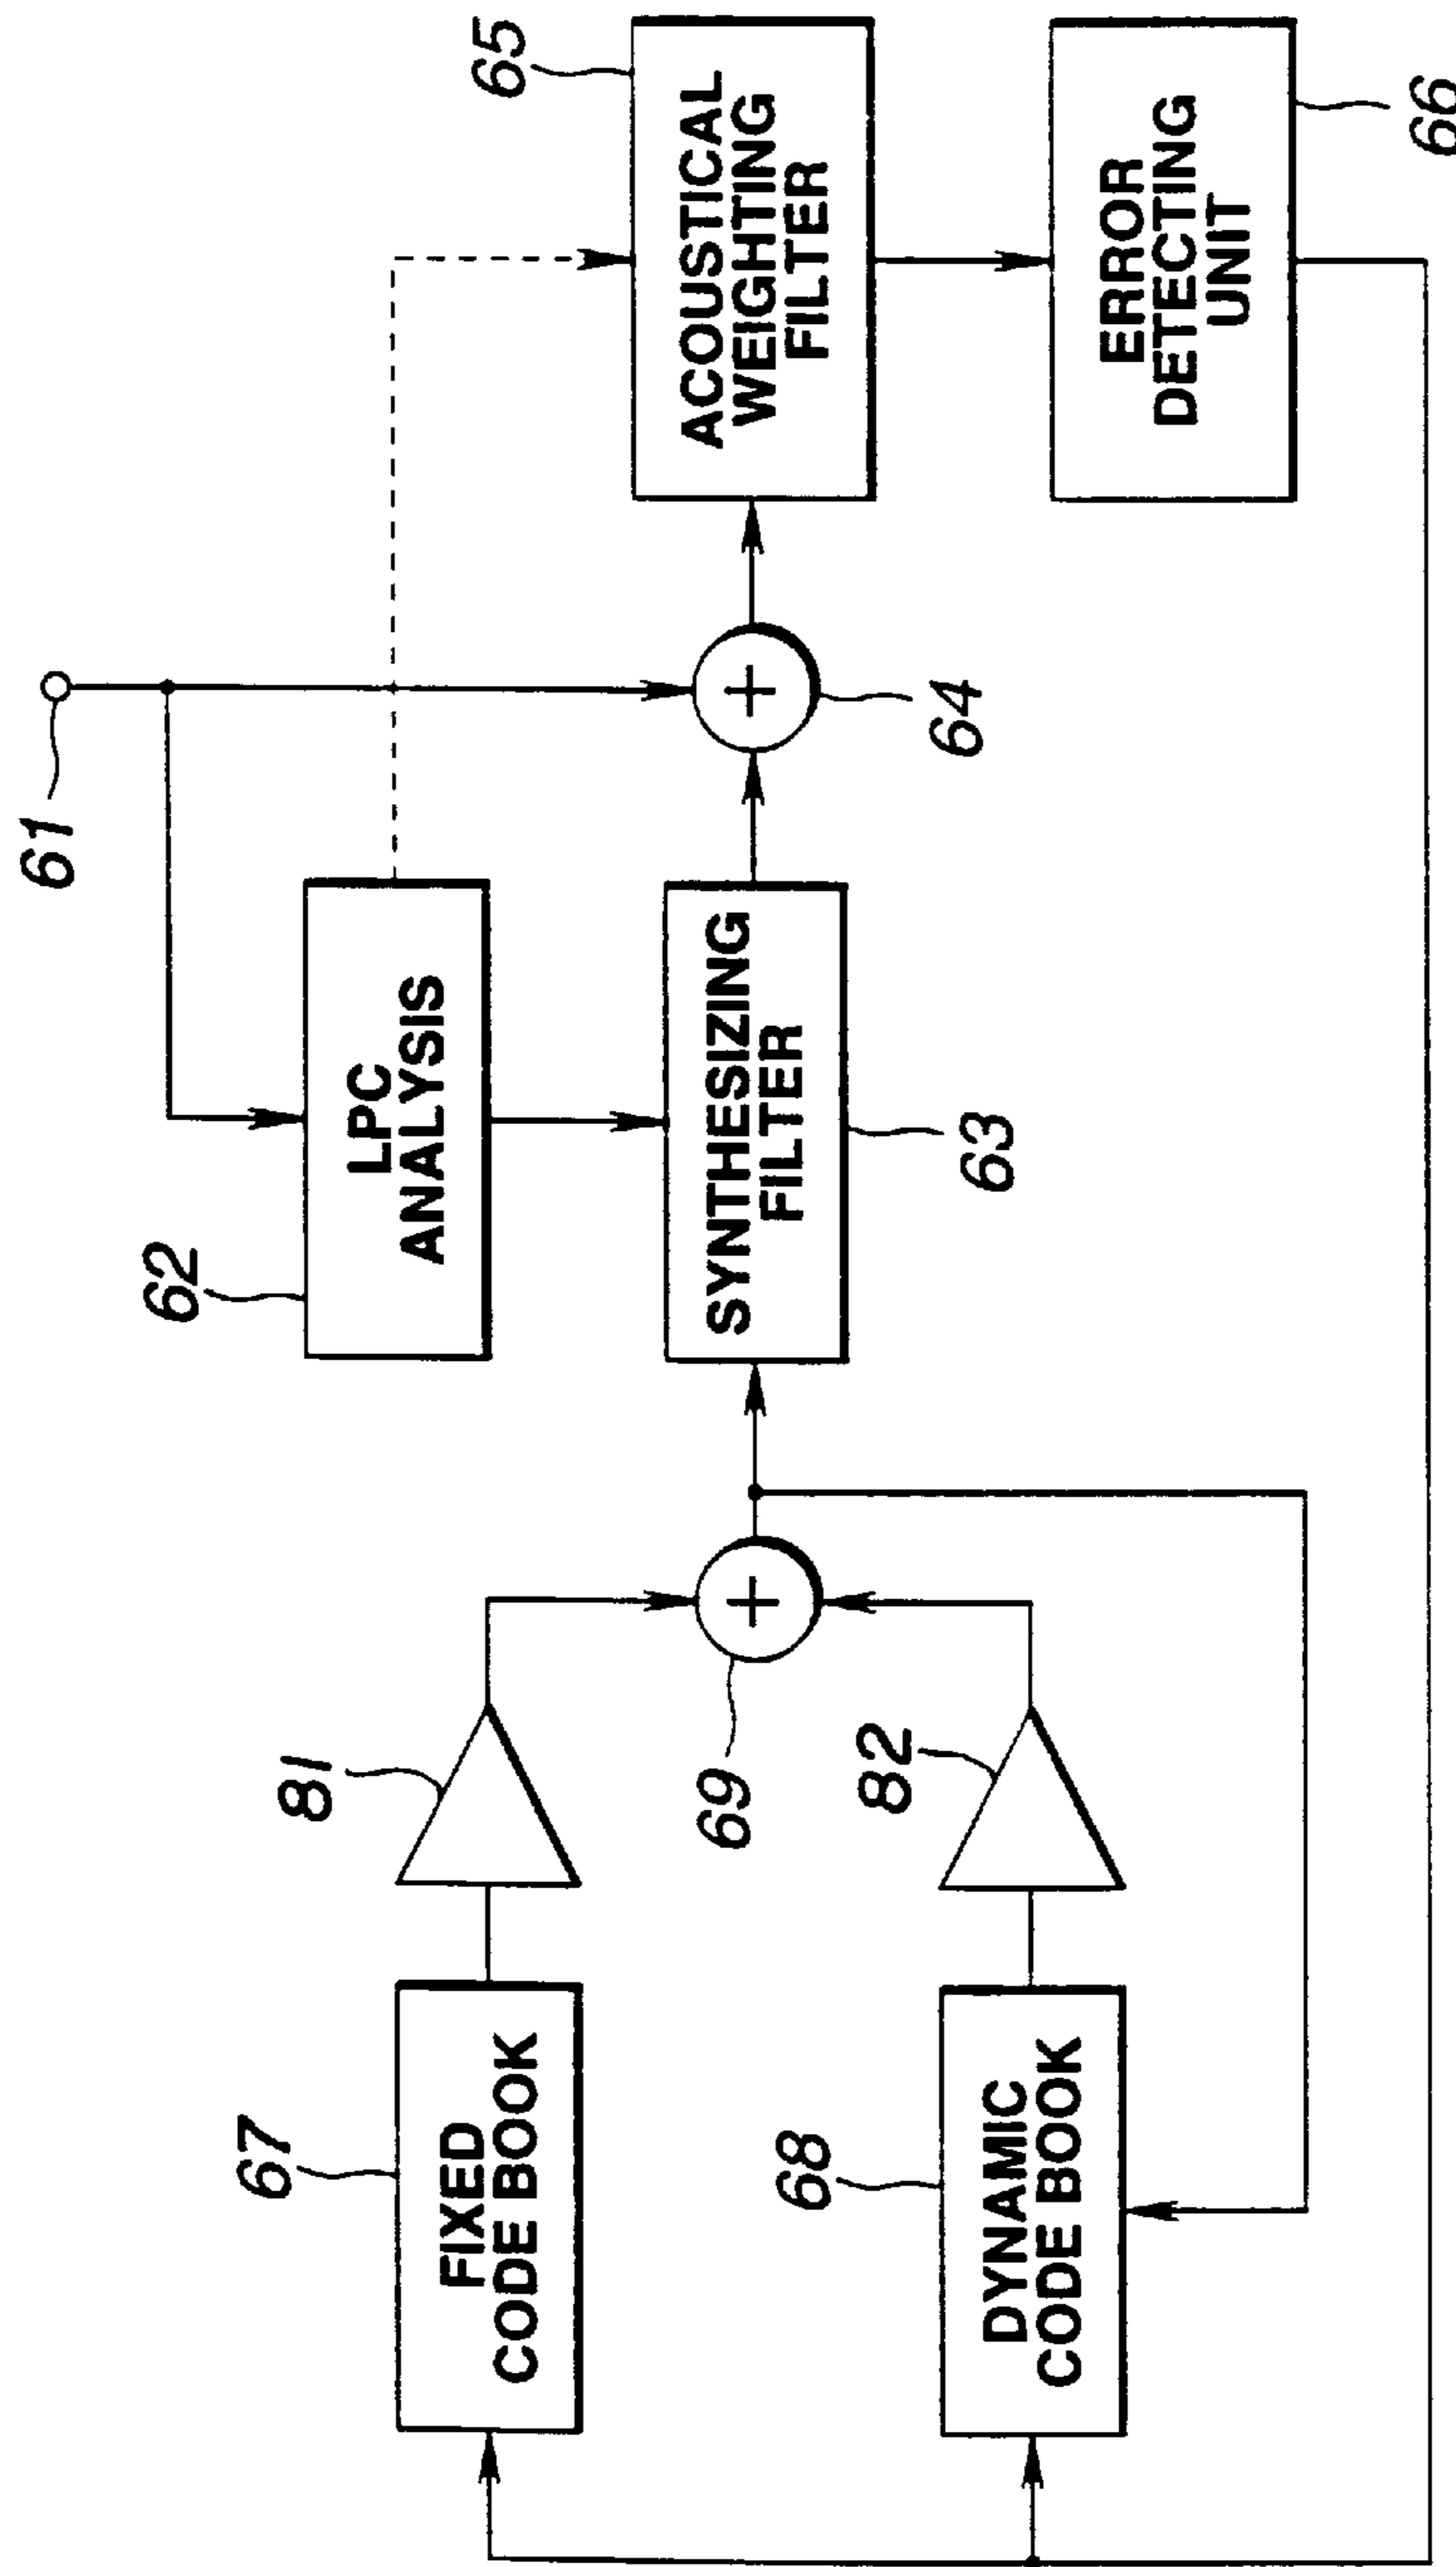 61
62
LPC
ANALYSIS
65
ACOUSTICAL
WEIGHTING
FILTER
67
FIXED
CODE BOOK
81
69
SYNTHESIZING
FILTER
63
64
68
DYNAMIC
CODE BOOK
82
ERROR
DETECTING
UNIT
66